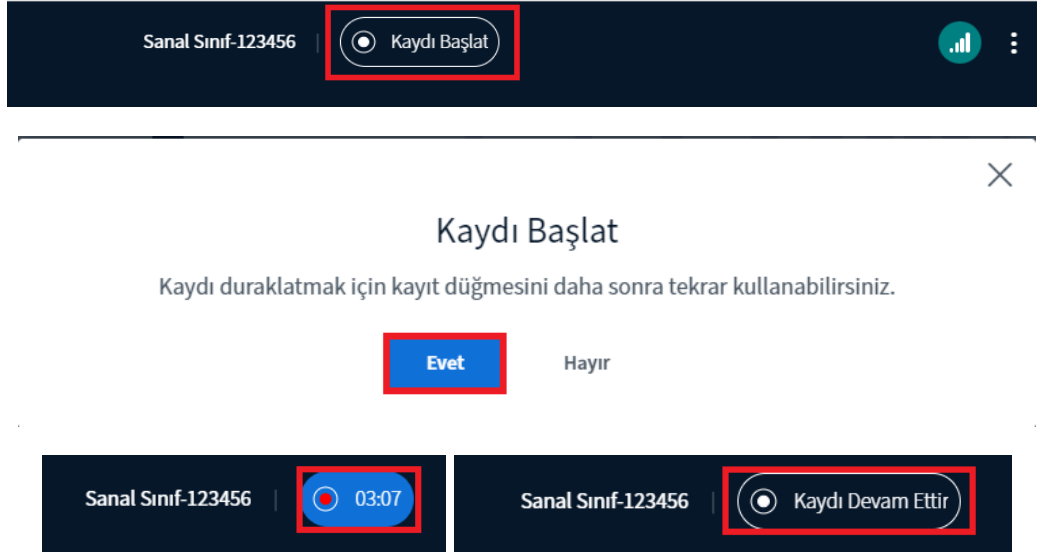 Sanal Sınıf-123456 | Kaydı Başlat
Kaydı Başlat
Kaydı duraklatmak için kayıt düğmesini daha sonra tekrar kullanabilirsiniz.
Evet Hayır
Sanal Sınıf-123456 | 03:07
Sanal Sınıf-123456 | Kaydı Devam Ettir